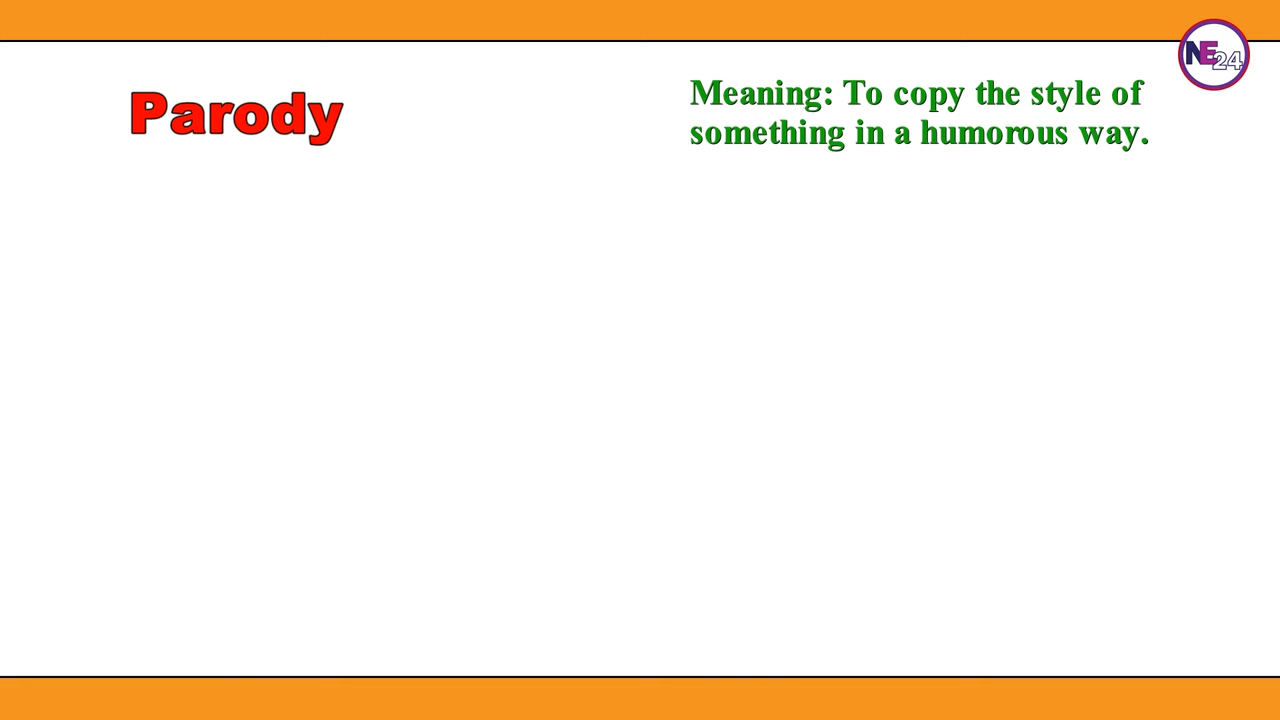 NE24
Parody
Meaning: To copy the style of
something in a humorous way.